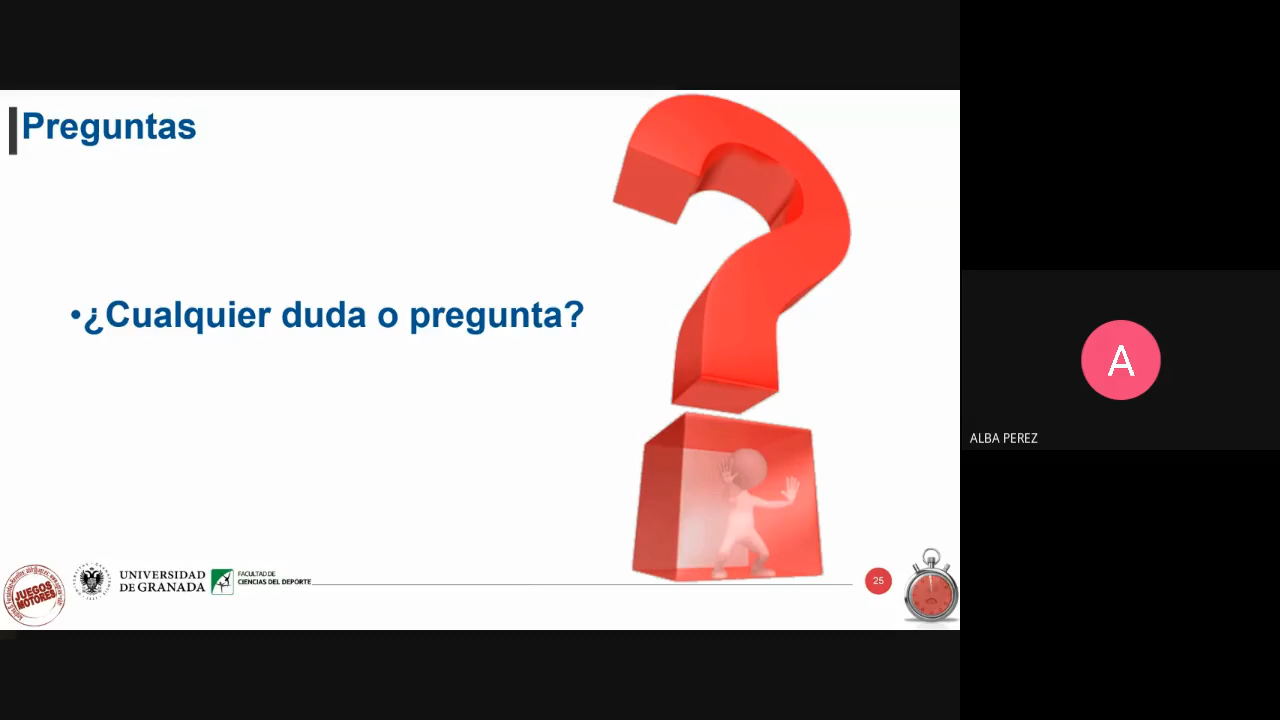 Preguntas
•¿Cualquier duda o pregunta?
JUEGOS
MOTORES
UNIVERSIDAD
DE GRANADA
FACULTAD DE
CIENCIAS DEL DEPORTE
25
A
ALBA PEREZ